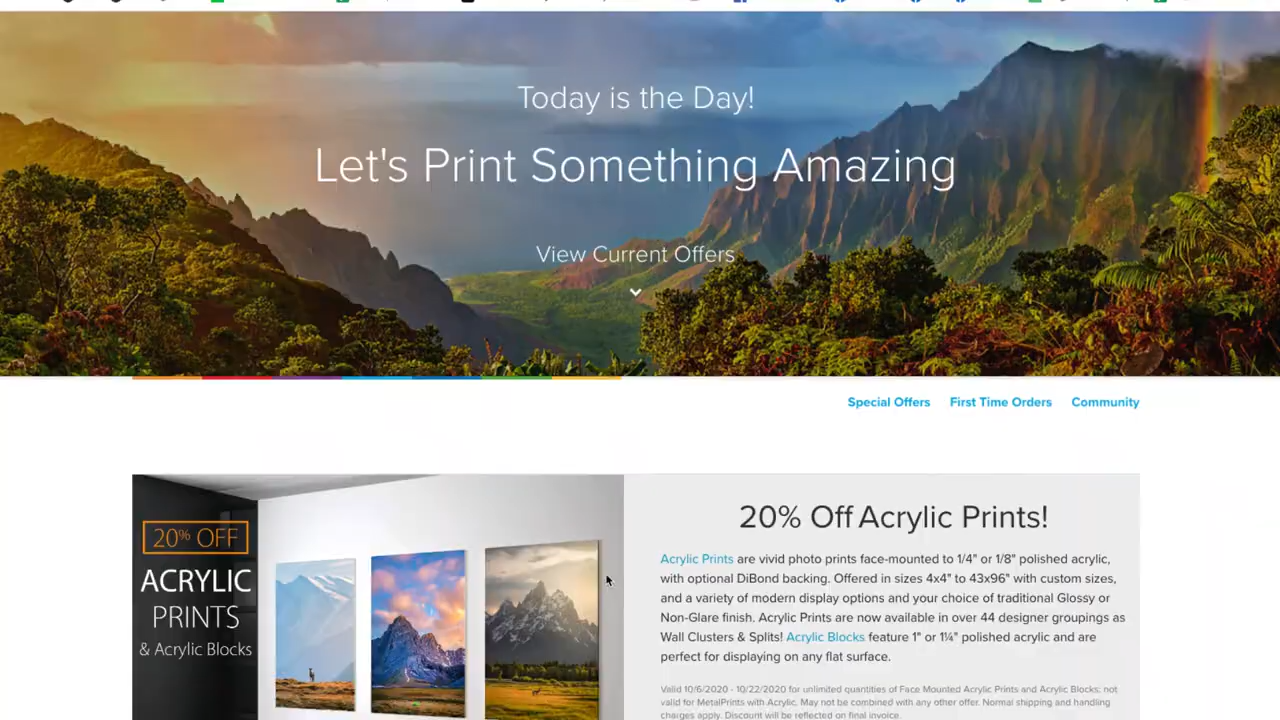 Today is the Day!
Let's Print Something Amazing
View Current Offers
Special Offers First Time Orders Community
20% OFF
ACRYLIC
PRINTS
& Acrylic Blocks
20% Off Acrylic Prints!
Acrylic Prints are vivid photo prints face-mounted to 1/4" or 1/8" polished acrylic,
with optional DiBond backing. Offered in sizes 4x4" to 43x96" with custom sizes,
and a variety of modern display options and your choice of traditional Glossy or
Non-Glare finish. Acrylic Prints are now available in over 44 designer groupings as
Wall Clusters & Splits! Acrylic Blocks feature 1" or 1¼" polished acrylic and are
perfect for displaying on any flat surface.
Valid 10/6/2020 - 10/22/2020 for unlimited quantities of Face Mounted Acrylic Prints and Acrylic Blocks; not
valid for MetalPrints with Acrylic. May not be combined with any other offer. Normal shipping and handling
charges apply. Discount will be reflected on final invoice.